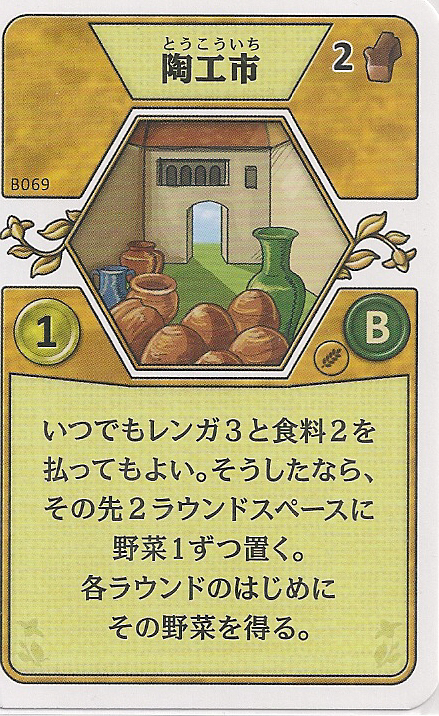 とうこういち
陶工市
2
B069
1
B
いつでもレンガ3と食料2を
払ってもよい。そうしたなら、
その先2ラウンドスペースに
野菜1ずつ置く。
各ラウンドのはじめに
その野菜を得る。